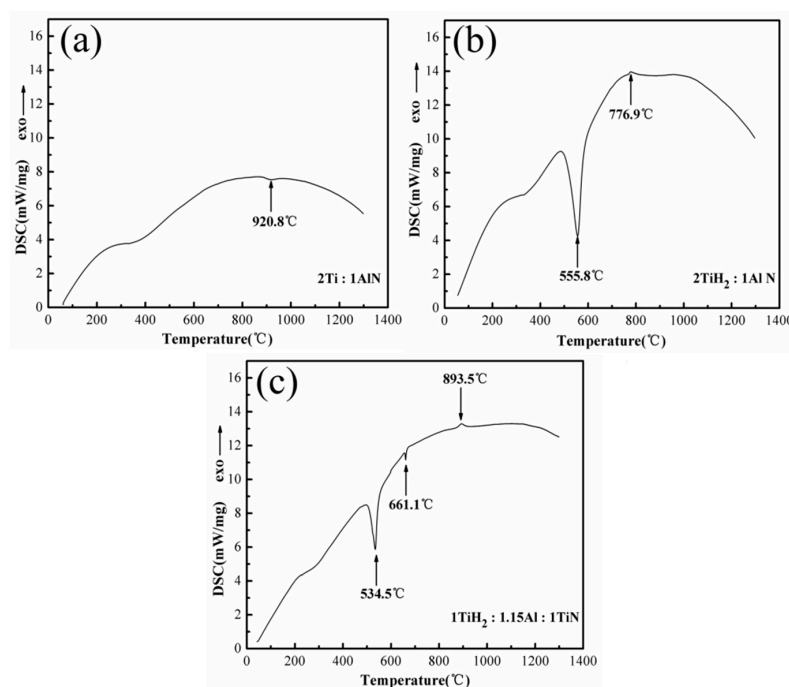 (a)
16
14
12
10
8
6
4
2
0
DSC(mW/mg) exo
920.8℃
2Ti : 1AlN
0 200 400 600 800 1000 1200 1400
Temperature(℃)
(b)
16
14
12
10
8
6
4
2
0
DSC(mW/mg) exo
776.9℃
555.8℃
2TiH₂ : 1Al N
0 200 400 600 800 1000 1200 1400
Temperature(℃)
(c)
16
14
12
10
8
6
4
2
0
DSC(mW/mg) exo
893.5℃
661.1℃
534.5℃
1TiH₂ : 1.15Al : 1TiN
0 200 400 600 800 1000 1200 1400
Temperature(℃)